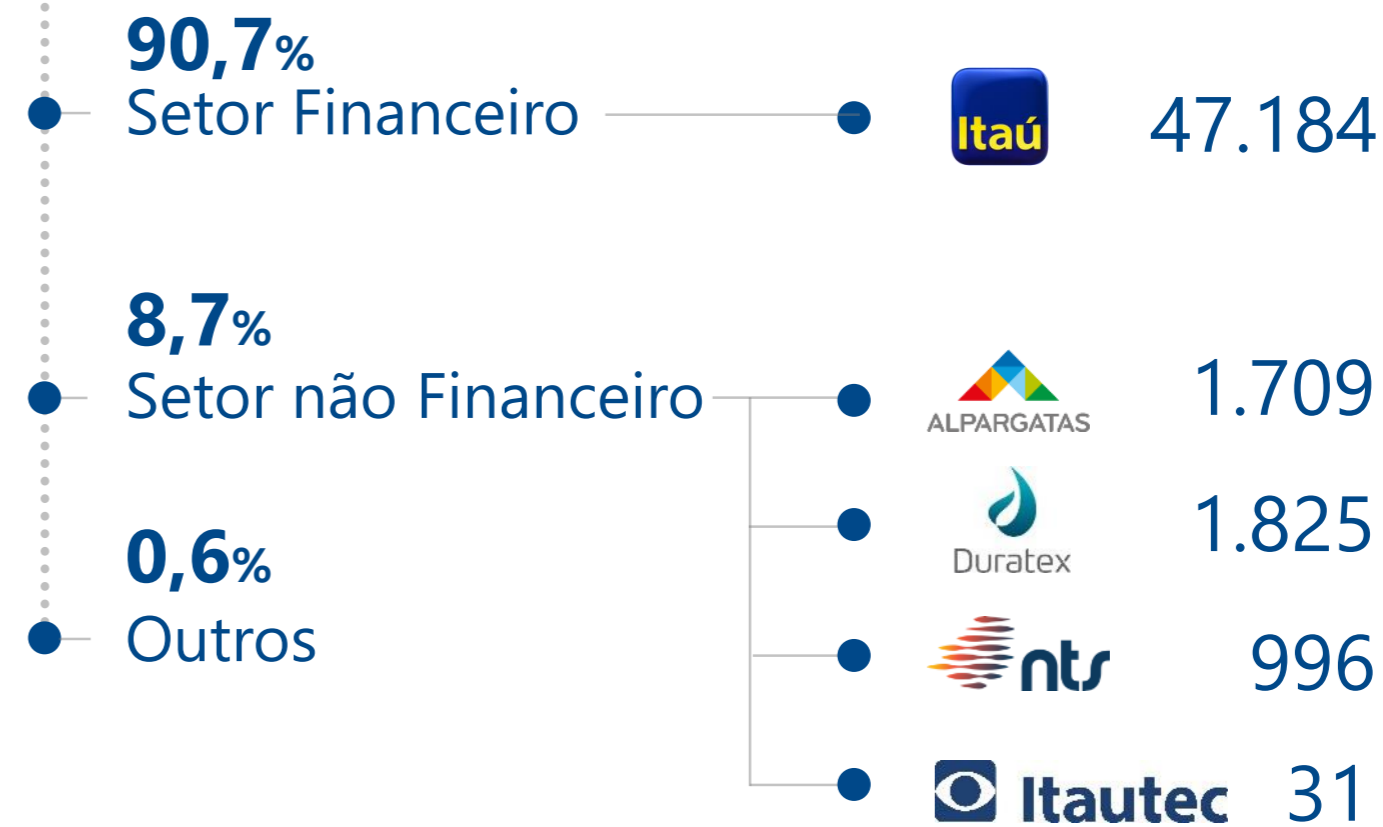 90,7%
Setor Financeiro
Itaú
47.184
8,7%
Setor não Financeiro
ALPARGATAS
1.709
Duratex
1.825
0,6%
Outros
nts
996
Itautec
31